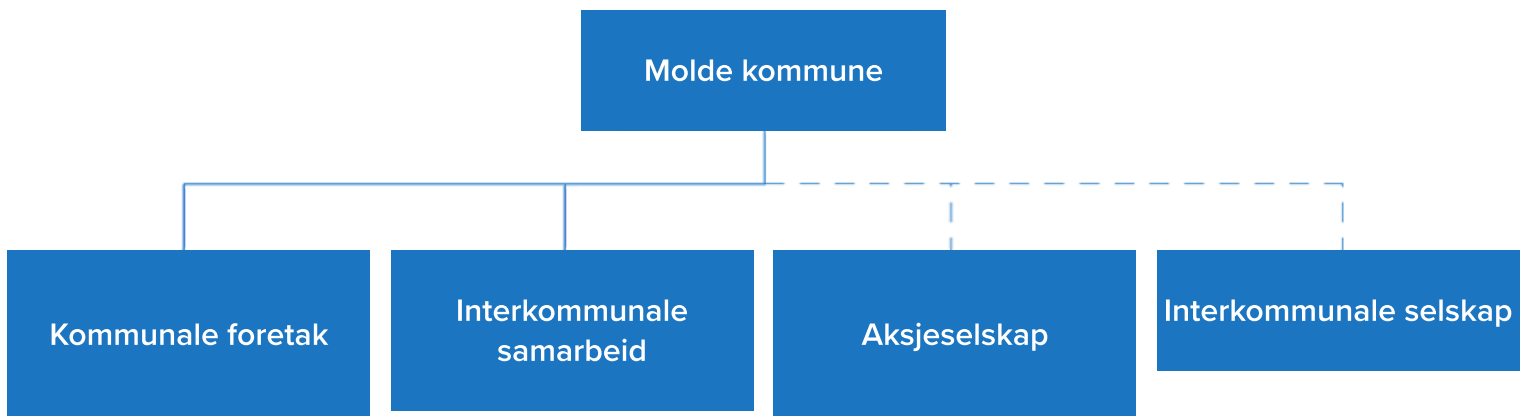 Molde kommune
Kommunale foretak
Interkommunale
samarbeid
Aksjeselskap
Interkommunale selskap